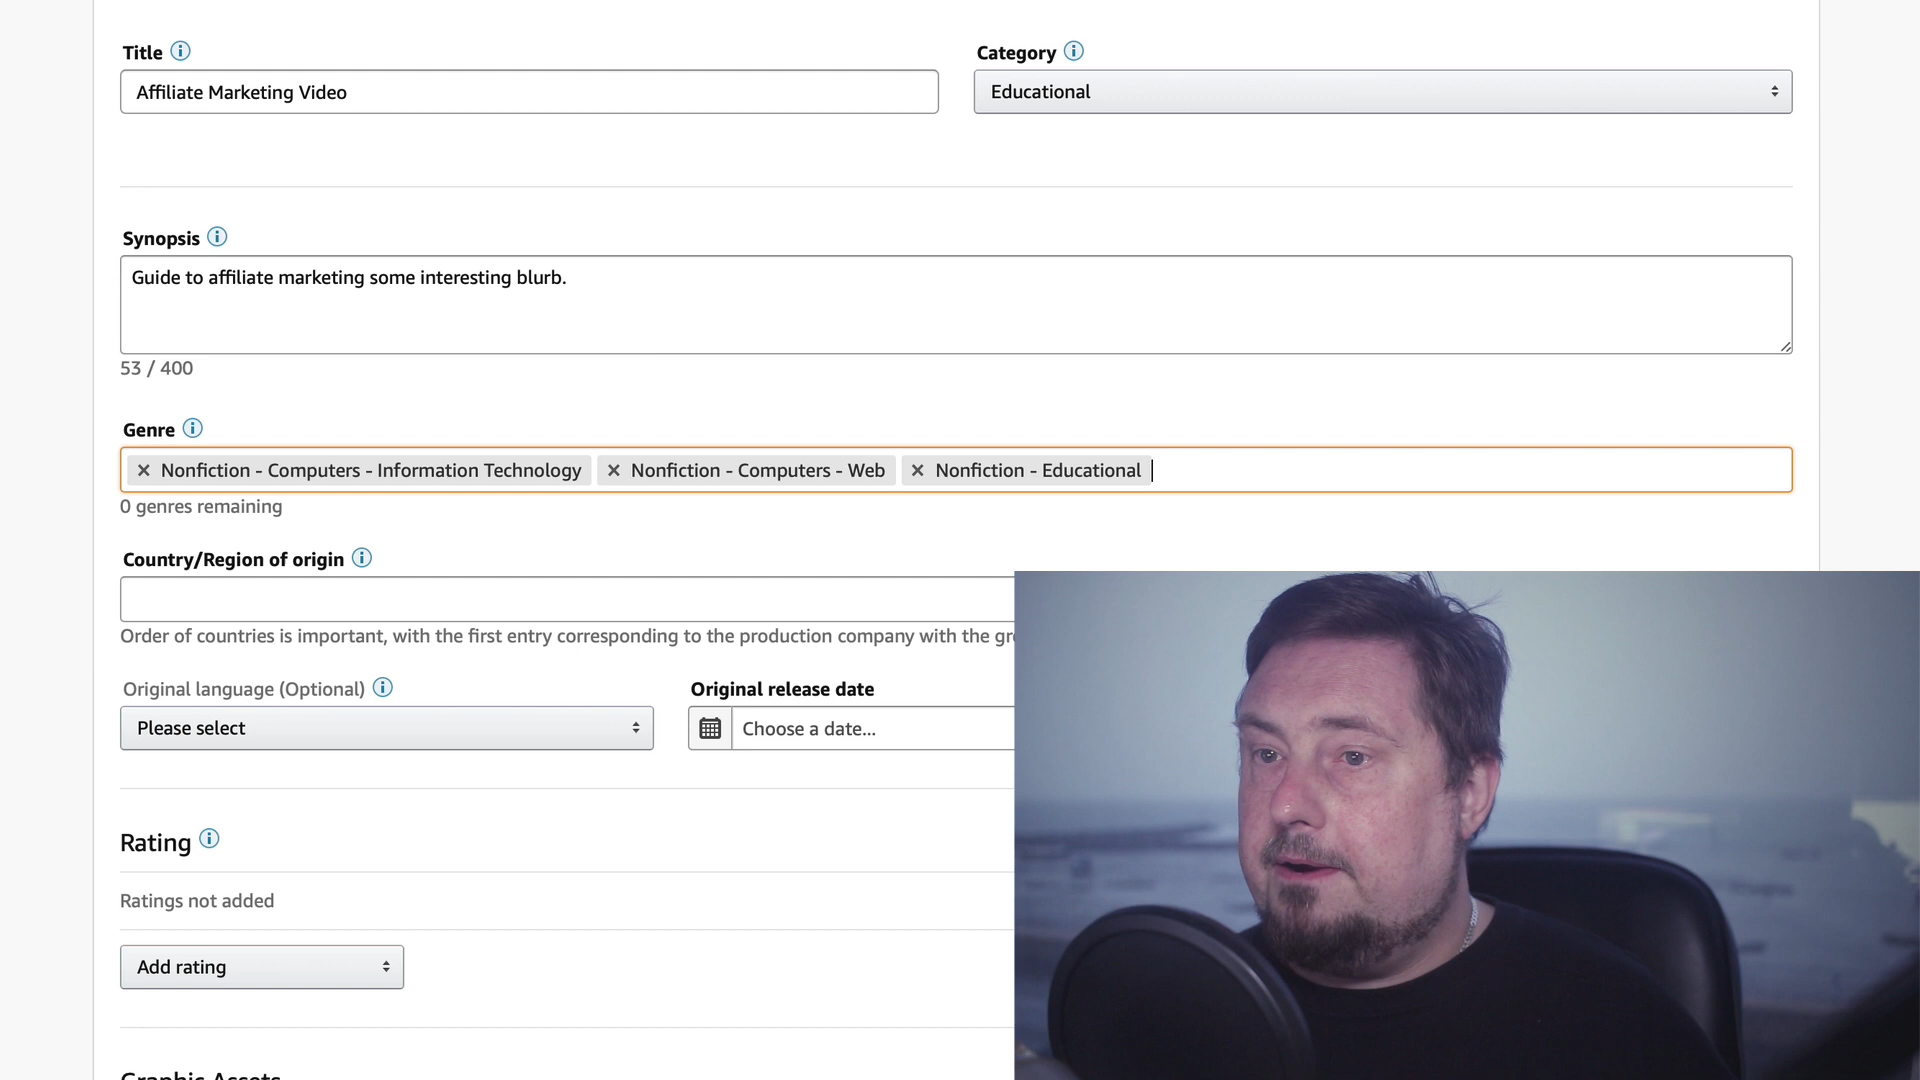 Title
Category
Affiliate Marketing Video
Educational
Synopsis
Guide to affiliate marketing some interesting blurb.
53 / 400
Genre
× Nonfiction - Computers - Information Technology × Nonfiction - Computers - Web × Nonfiction - Educational
0 genres remaining
Country/Region of origin
Order of countries is important, with the first entry corresponding to the production company with the
Original language (Optional)
Original release date
Please select
Choose a date...
Rating
Ratings not added
Add rating
Graphic Assets